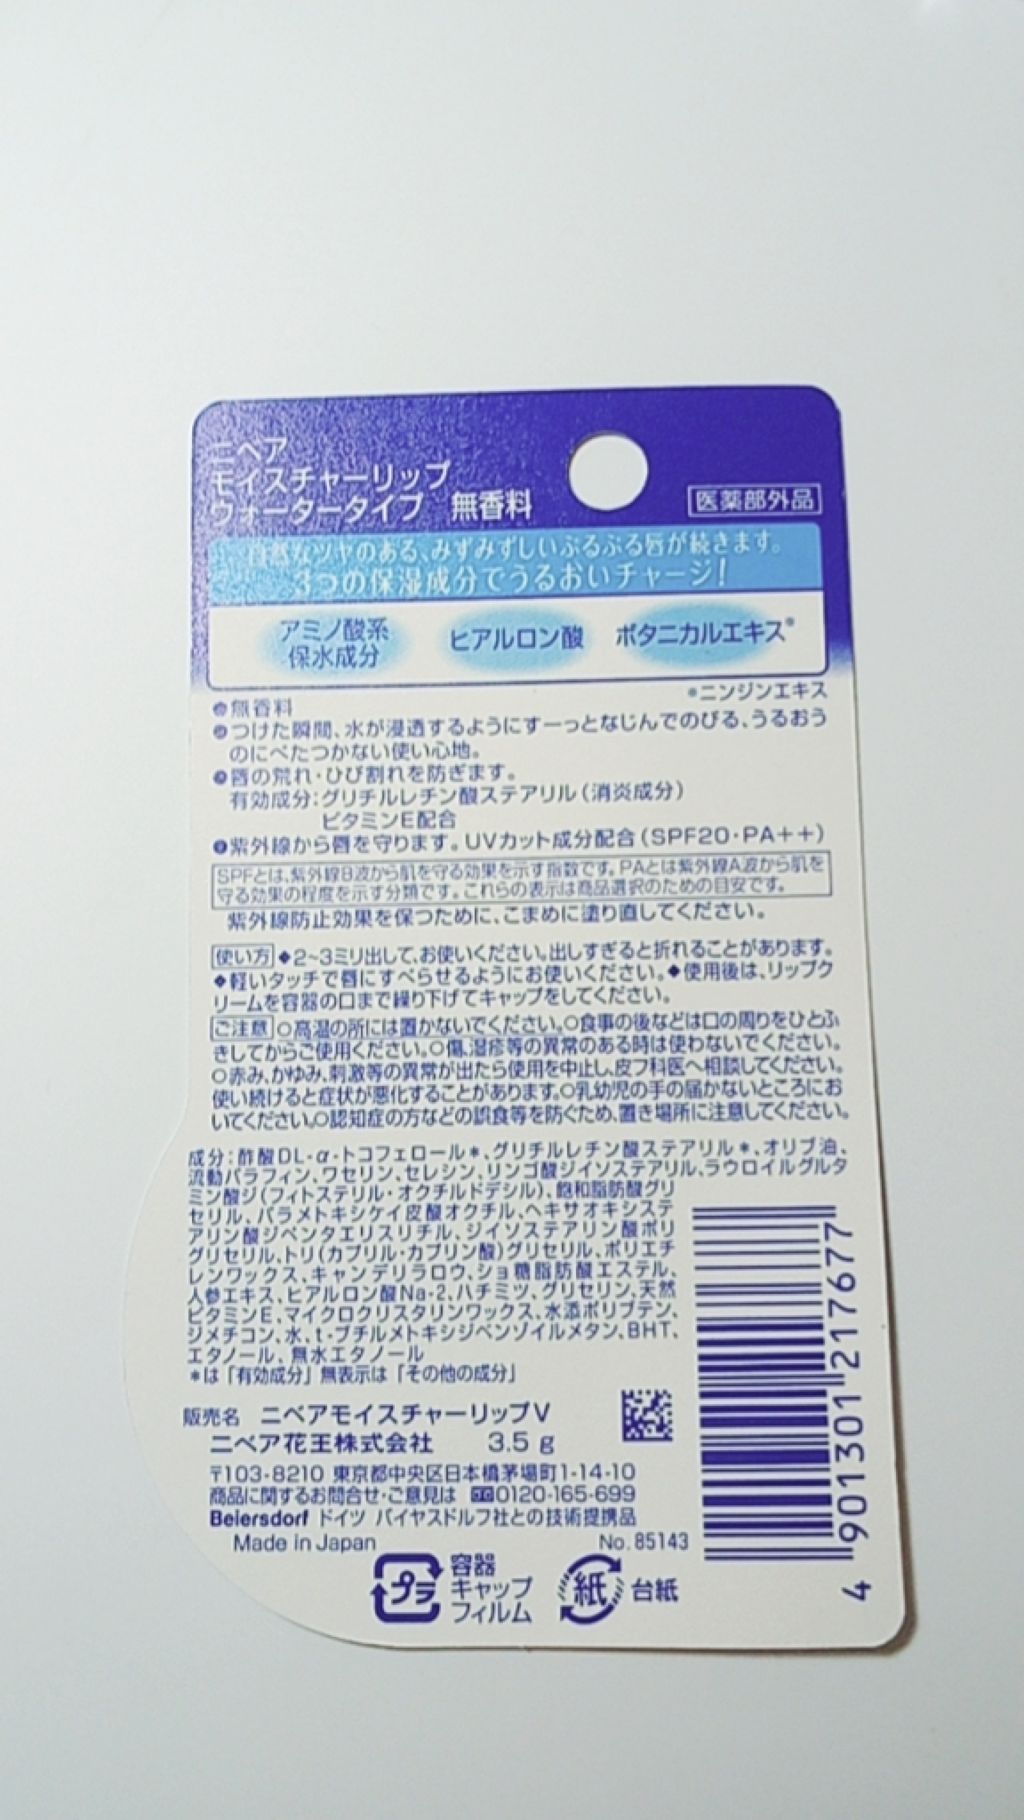 ニベア
モイスチャーリップ
ウォータータイプ 無香料
医薬部外品
自然なツヤのある、みずみずしいぷるぷる唇が続きます。
3つの保湿成分でうるおいチャージ!
アミノ酸系
保水成分
ヒアルロン酸
ボタニカルエキス*
*ニンジンエキス
●無香料
●つけた瞬間、水が浸透するようにすーっとなじんでのびる、うるおう
のにべたつかない使い心地。
●唇の荒れ・ひび割れを防ぎます。
有効成分:グリチルレチン酸ステアリル(消炎成分)
ビタミンE配合
●紫外線から唇を守ります。UVカット成分配合(SPF20・PA++)
SPFとは、紫外線B波から肌を守る効果を示す指数です。PAとは紫外線A波から肌を
守る効果の程度を示す分類です。これらの表示は商品選択のための目安です。
紫外線防止効果を保つために、こまめに塗り直してください。
使い方 ◆2~3ミリ出して、お使いください。出しすぎると折れることがあります。
◆軽いタッチで唇にすべらせるようにお使いください。◆使用後は、リップク
リームを容器の口まで繰り下げてキャップをしてください。
ご注意 ○高温の所には置かないでください。○食事の後などは口の周りをひとふ
きしてからご使用ください。○傷、湿疹等の異常のある時は使わないでください。
○赤み、かゆみ、刺激等の異常が出たら使用を中止し、皮フ科医へ相談してください。
使い続けると症状が悪化することがあります。○乳幼児の手の届かないところにお
いてください。○認知症の方などの誤食等を防ぐため、置き場所に注意してください。
成分:酢酸DL-α-トコフェロール*、グリチルレチン酸ステアリル*、オリブ油、
流動パラフィン、ワセリン、セレシン、リンゴ酸ジイソステアリル、ラウロイルグルタ
ミン酸ジ(フィトステリル・オクチルドデシル)、飽和脂肪酸グリ
セリル、パラメトキシケイ皮酸オクチル、ヘキサオキシステ
アリン酸ジペンタエリスリチル、ジイソステアリン酸ポリ
グリセリル、トリ(カプリル・カプリン酸)グリセリル、ポリエチ
レンワックス、キャンデリラロウ、ショ糖脂肪酸エステル、
人参エキス、ヒアルロン酸Na-2、ハチミツ、グリセリン、天然
ビタミンE、マイクロクリスタリンワックス、水添ポリブテン、
ジメチコン、水、t-ブチルメトキシジベンゾイルメタン、BHT、
エタノール、無水エタノール
*は「有効成分」無表示は「その他の成分」
販売名 ニベアモイスチャーリップV
ニベア花王株式会社 3.5g
〒103-8210 東京都中央区日本橋茅場町1-14-10
商品に関するお問合せ・ご意見は 0120-165-699
Beiersdorf ドイツ バイヤスドルフ社との技術提携品
Made in Japan No. 85143
プラ 容器
キャップ
フィルム
紙 台紙
4 901301 217677